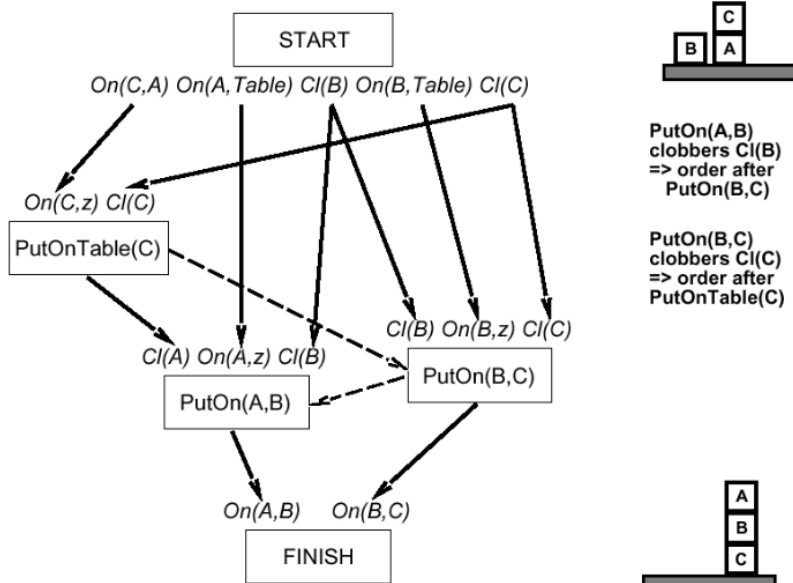 START
On(C,A) On(A,Table) Cl(B) On(B,Table) Cl(C)
On(C,z) Cl(C)
PutOnTable(C)
Cl(A) On(A,z) Cl(B)
PutOn(A,B)
Cl(B) On(B,z) Cl(C)
PutOn(B,C)
On(A,B) On(B,C)
FINISH
C
B A
PutOn(A,B)
clobbers Cl(B)
=> order after
PutOn(B,C)
PutOn(B,C)
clobbers Cl(C)
=> order after
PutOnTable(C)
A
B
C